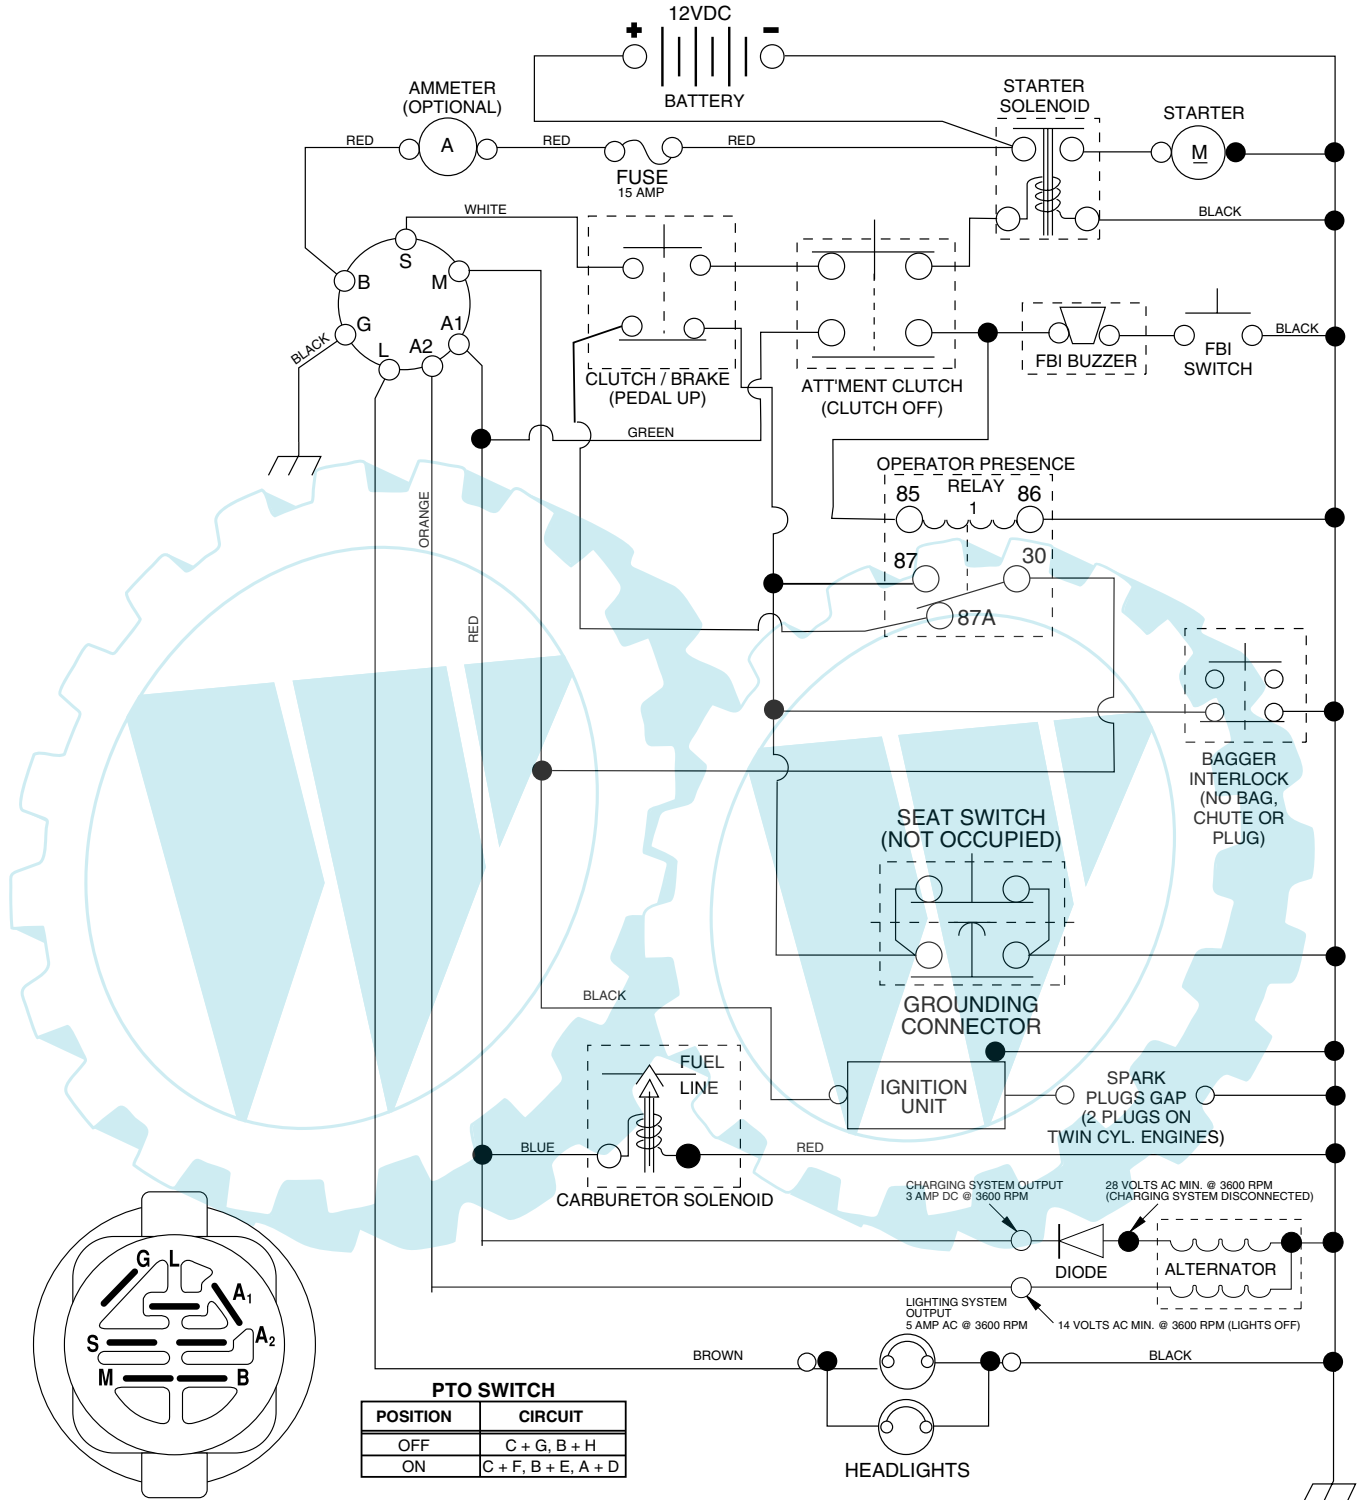 12VDC
+ −
BATTERY
AMMETER
(OPTIONAL)
STARTER
SOLENOID
STARTER
RED
A
RED
RED
M
FUSE
15 AMP
WHITE
BLACK
S
B
M
G
A1
L
A2
BLACK
CLUTCH / BRAKE
(PEDAL UP)
ATT'MENT CLUTCH
(CLUTCH OFF)
FBI BUZZER
FBI
SWITCH
BLACK
GREEN
ORANGE
RED
OPERATOR PRESENCE
RELAY
1
85
86
87
30
87A
BAGGER
INTERLOCK
(NO BAG,
CHUTE OR
PLUG)
SEAT SWITCH
(NOT OCCUPIED)
BLACK
GROUNDING
CONNECTOR
FUEL
LINE
IGNITION
UNIT
SPARK
PLUGS GAP
(2 PLUGS ON
TWIN CYL. ENGINES)
BLUE
RED
CARBURETOR SOLENOID
CHARGING SYSTEM OUTPUT
3 AMP DC @ 3600 RPM
28 VOLTS AC MIN. @ 3600 RPM
(CHARGING SYSTEM DISCONNECTED)
DIODE
ALTERNATOR
LIGHTING SYSTEM
OUTPUT
5 AMP AC @ 3600 RPM
14 VOLTS AC MIN. @ 3600 RPM (LIGHTS OFF)
G L
A1
A2
S
M
B
BROWN
BLACK
HEADLIGHTS
PTO SWITCH
POSITION CIRCUIT
OFF C + G, B + H
ON C + F, B + E, A + D